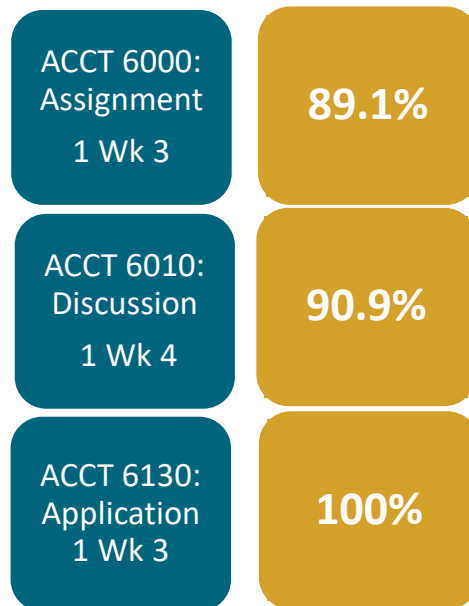 ACCT 6000:
Assignment
1 Wk 3
89.1%
ACCT 6010:
Discussion
1 Wk 4
90.9%
ACCT 6130:
Application
1 Wk 3
100%